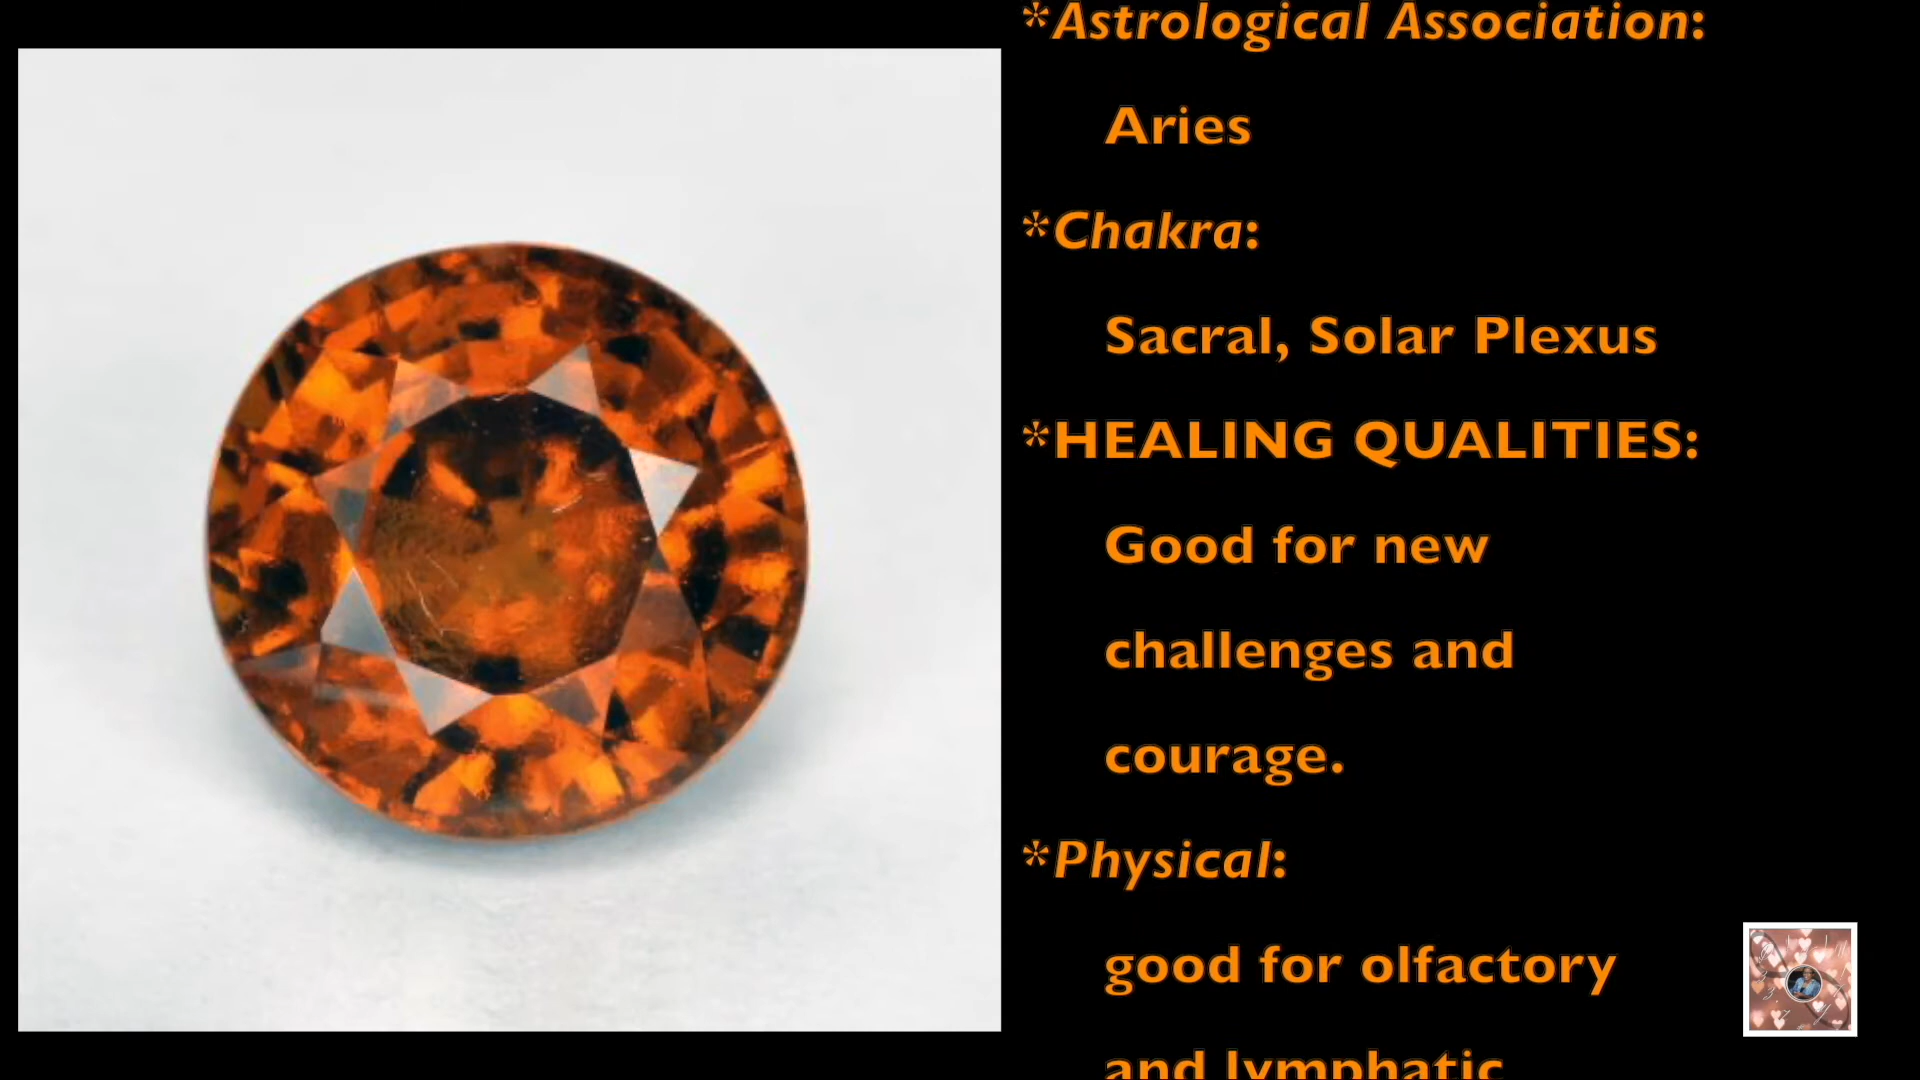 *Astrological Association:
Aries
*Chakra:
Sacral, Solar Plexus
*HEALING QUALITIES:
Good for new
challenges and
courage.
*Physical:
good for olfactory
and lymphatic